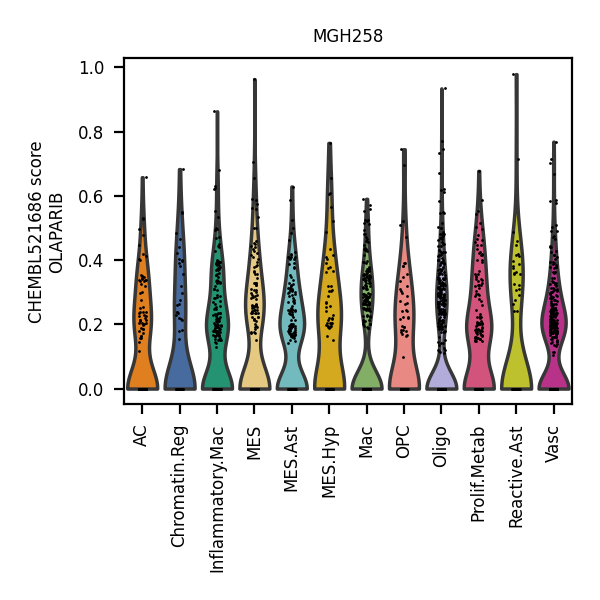 MGH258
CHEMBL521686 score
OLAPARIB
1.0
0.8
0.6
0.4
0.2
0.0
AC
Chromatin.Reg
Inflammatory.Mac
MES
MES.Ast
MES.Hyp
Mac
OPC
Oligo
Prolif.Metab
Reactive.Ast
Vasc